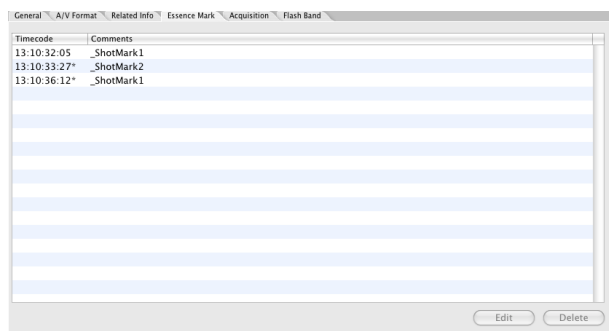 General A/V Format Related Info Essence Mark Acquisition Flash Band
Timecode Comments
13:10:32:05 _ShotMark1
13:10:33:27* _ShotMark2
13:10:36:12* _ShotMark1
Edit Delete